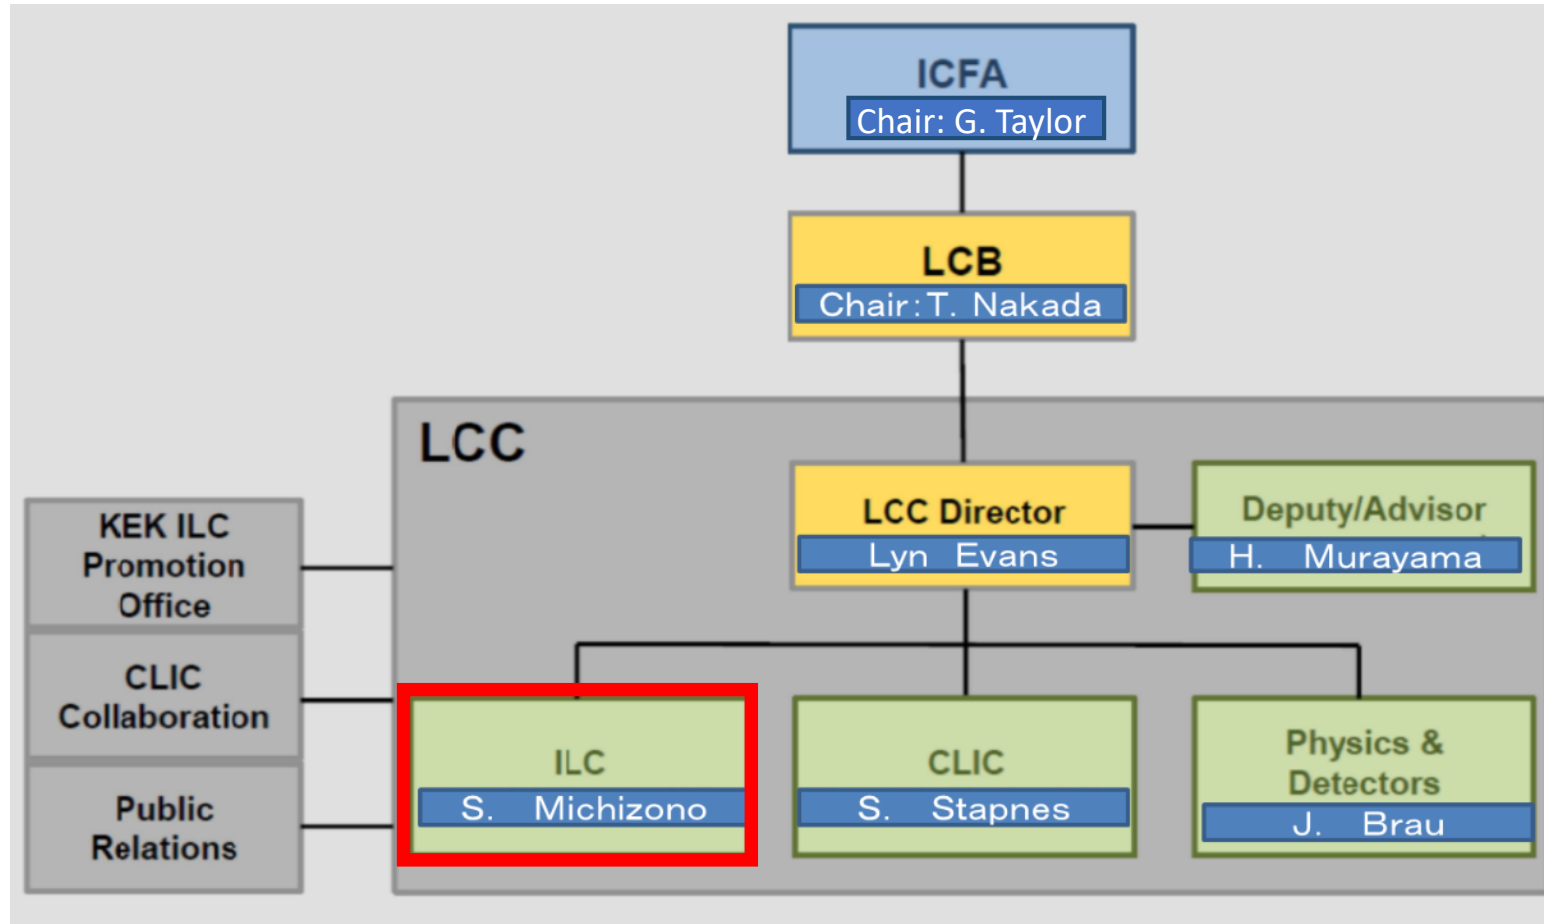 ICFA
Chair: G. Taylor
LCB
Chair: T. Nakada
LCC
LCC Director
Lyn Evans
Deputy/Advisor
H. Murayama
KEK ILC
Promotion
Office
CLIC
Collaboration
Public
Relations
ILC
S. Michizono
CLIC
S. Stapnes
Physics &
Detectors
J. Brau